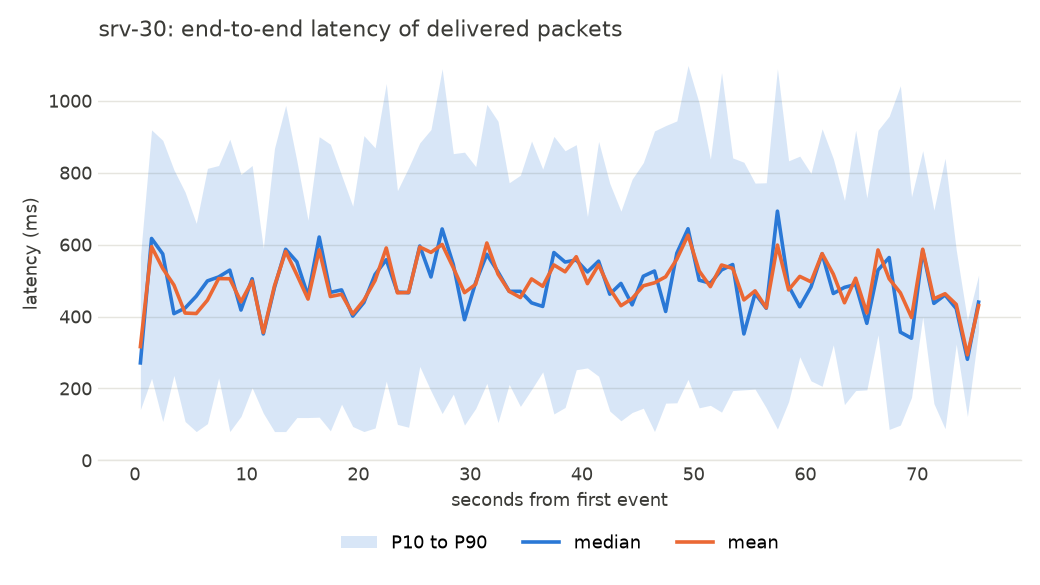 srv-30: end-to-end latency of delivered packets
latency (ms)
1000
800
600
400
200
0
0 10 20 30 40 50 60 70
seconds from first event
P10 to P90 median mean